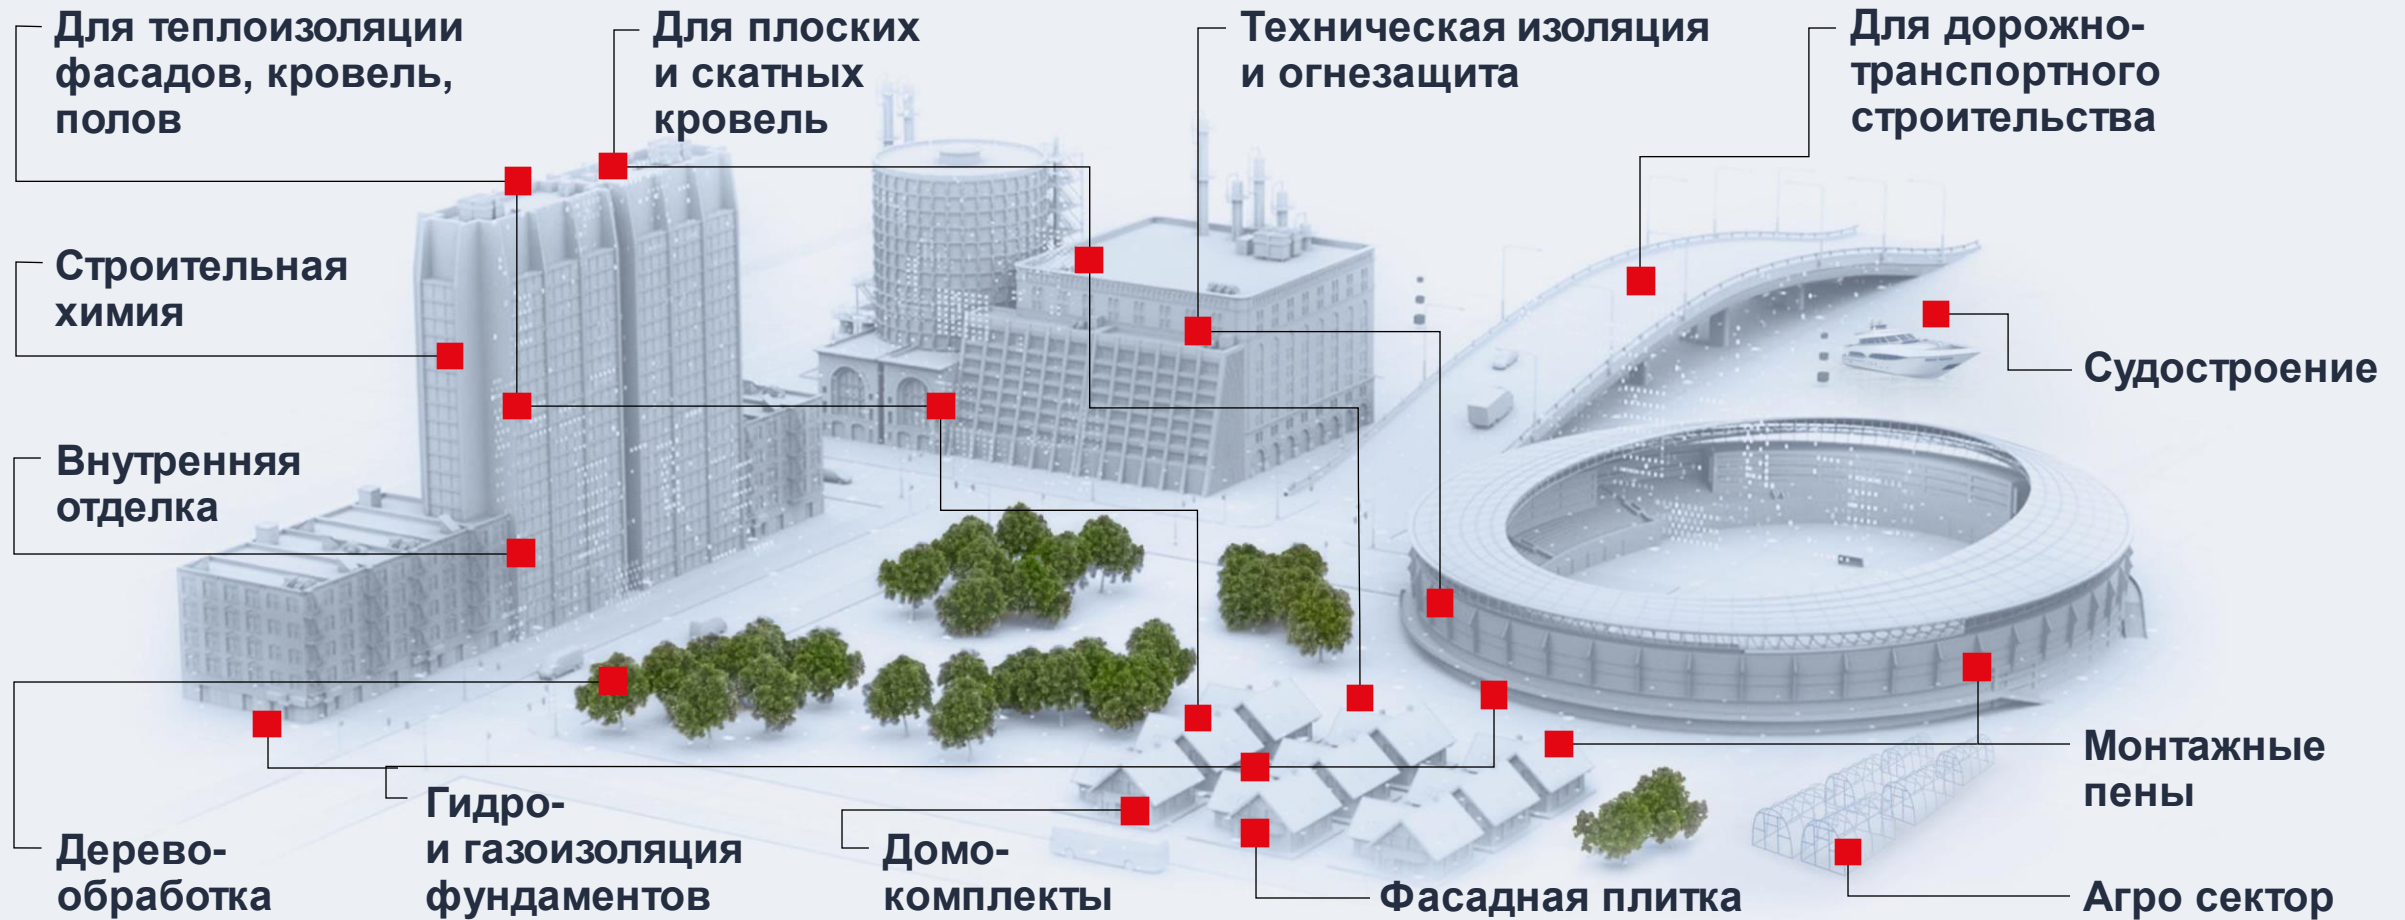 Для теплоизоляции
фасадов, кровель,
полов
Для плоских
и скатных
кровель
Техническая изоляция
и огнезащита
Для дорожно-
транспортного
строительства
Строительная
химия
Судостроение
Внутренняя
отделка
Монтажные
пены
Дерево-
обработка
Гидро-
и газоизоляция
фундаментов
Домо-
комплекты
Фасадная плитка
Агро сектор